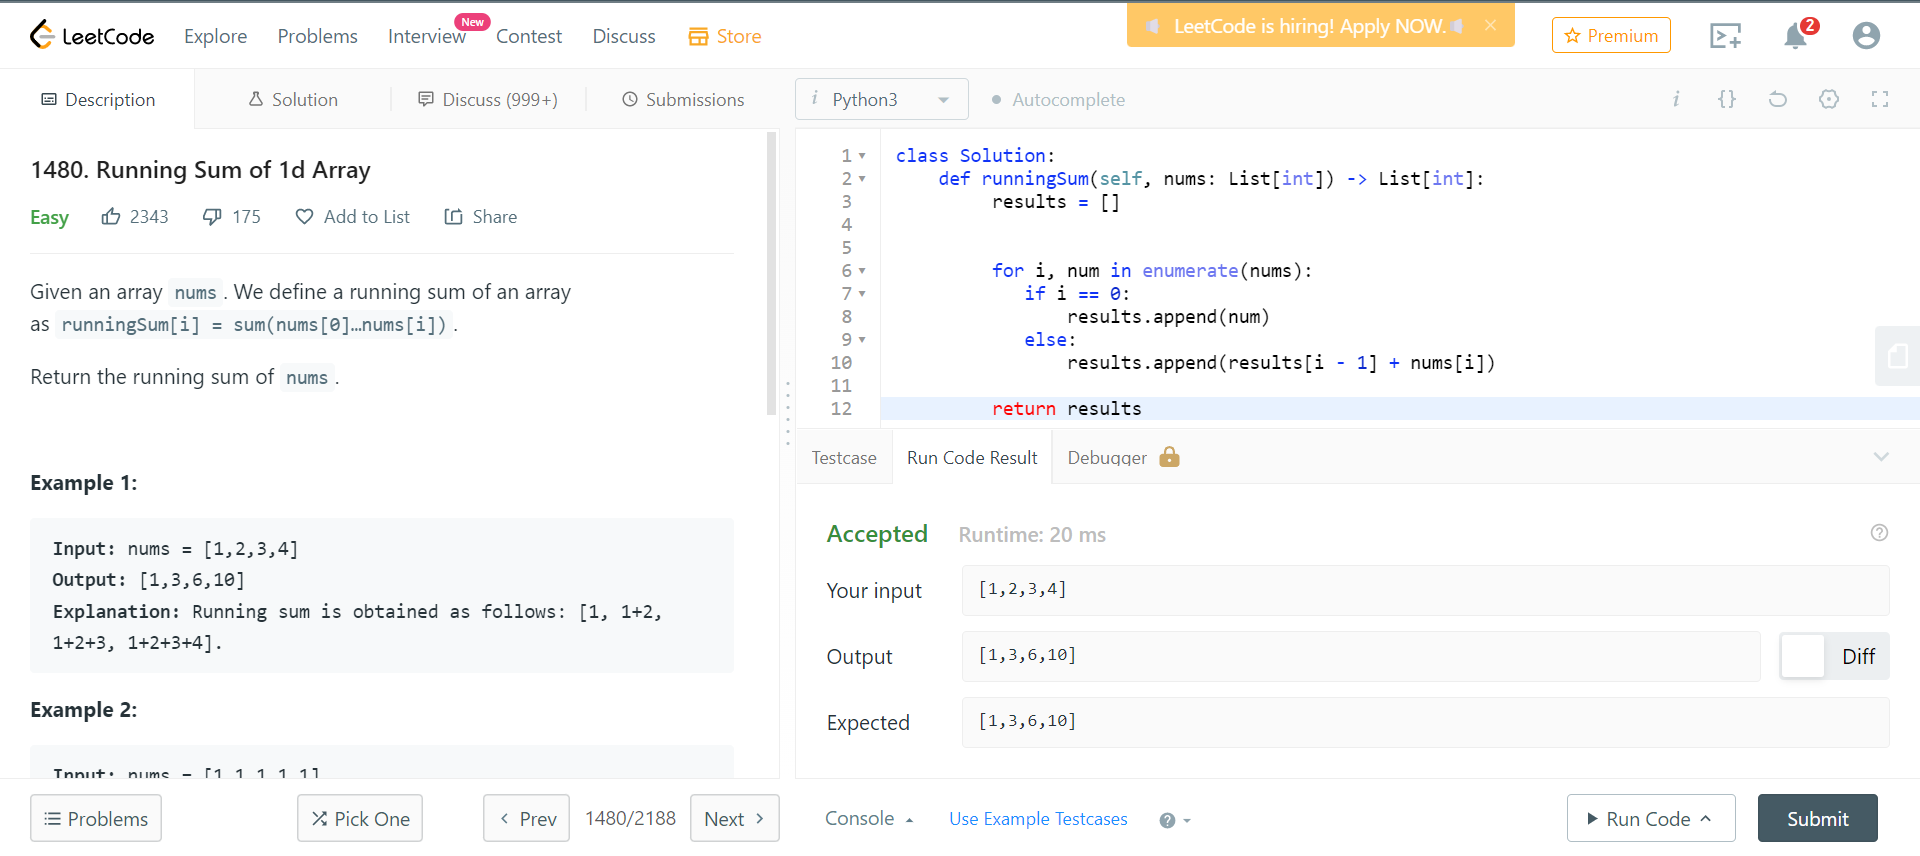 LeetCode
Explore
Problems
Interview
New
Contest
Discuss
Store
LeetCode is hiring! Apply NOW.
Premium
2
Description
Solution
Discuss (999+)
Submissions
i Python3
Autocomplete
i
{}
1480. Running Sum of 1d Array
Easy
2343
175
Add to List
Share
Given an array nums. We define a running sum of an array
as runningSum[i] = sum(nums[0]…nums[i]).
Return the running sum of nums.
Example 1:
Input: nums = [1,2,3,4]
Output: [1,3,6,10]
Explanation: Running sum is obtained as follows: [1, 1+2,
1+2+3, 1+2+3+4].
Example 2:
Input: nums = [1,1,1,1,1]
Problems
Pick One
Prev
1480/2188
Next
1 class Solution:
2 def runningSum(self, nums: List[int]) -> List[int]:
3 results = []
4
5
6 for i, num in enumerate(nums):
7 if i == 0:
8 results.append(num)
9 else:
10 results.append(results[i - 1] + nums[i])
11
12 return results
Testcase
Run Code Result
Debugger
Accepted
Runtime: 20 ms
?
Your input
[1,2,3,4]
Output
[1,3,6,10]
Diff
Expected
[1,3,6,10]
Console
Use Example Testcases
?
Run Code
Submit